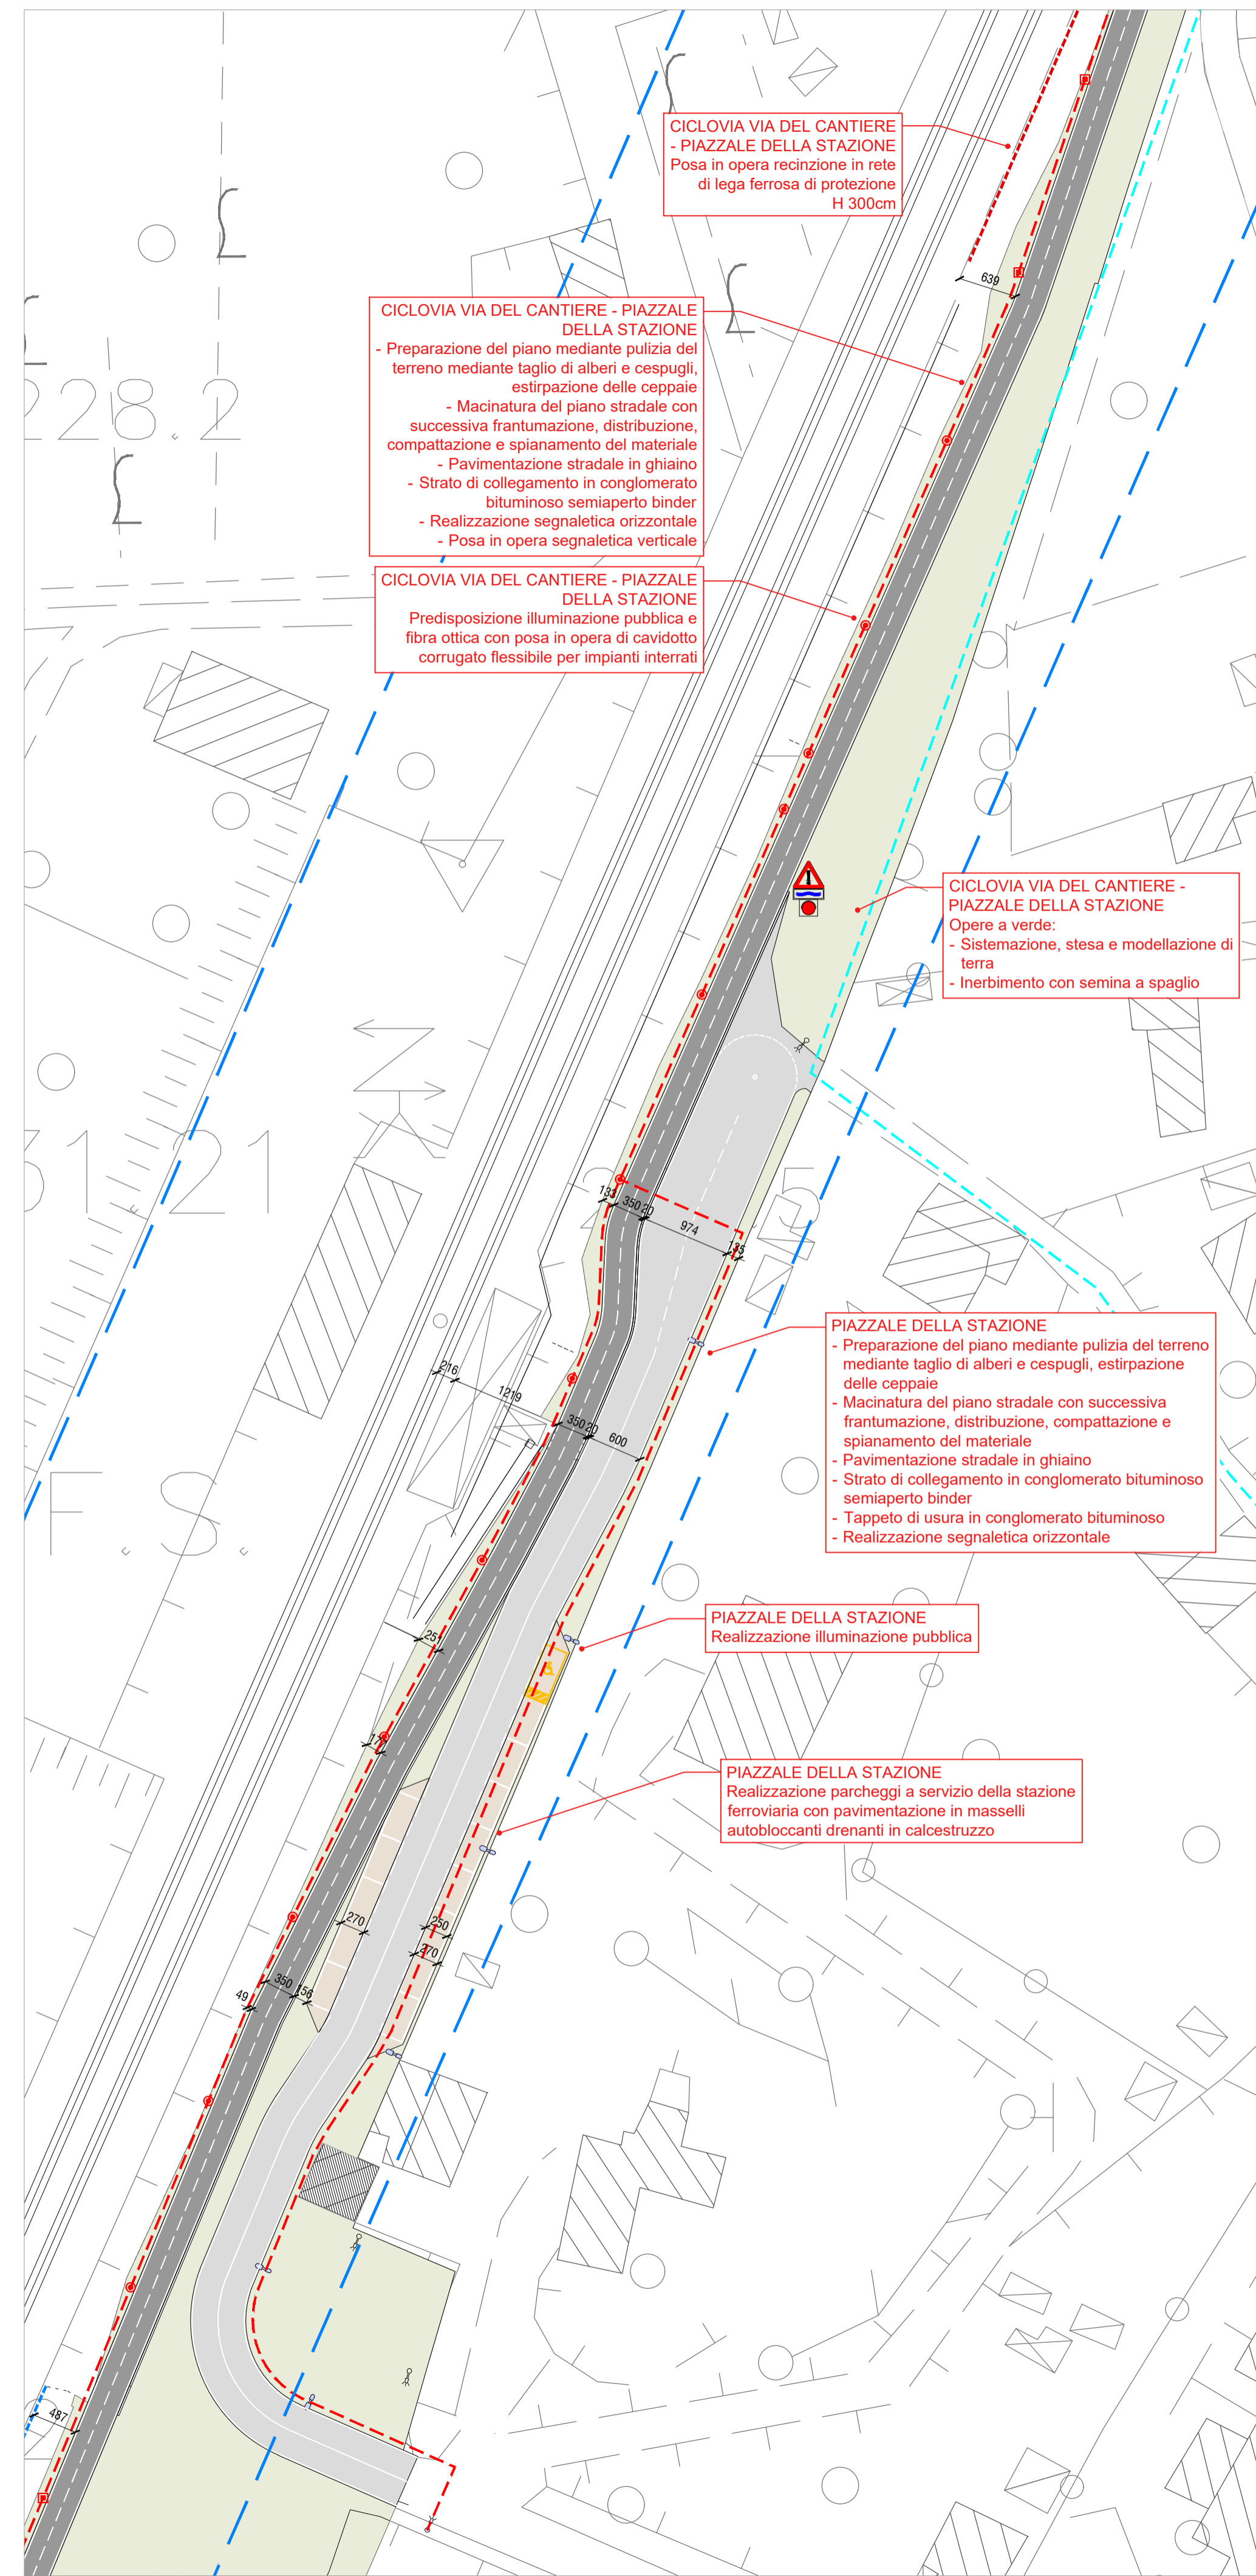 CICLOVIA VIA DEL CANTIERE
- PIAZZALE DELLA STAZIONE
Posa in opera recinzione in rete
di lega ferrosa di protezione
H 300cm
639
CICLOVIA VIA DEL CANTIERE - PIAZZALE
DELLA STAZIONE
- Preparazione del piano mediante pulizia del
terreno mediante taglio di alberi e cespugli,
estirpazione delle ceppaie
- Macinatura del piano stradale con
successiva frantumazione, distribuzione,
compattazione e spianamento del materiale
- Pavimentazione stradale in ghiaino
- Strato di collegamento in conglomerato
bituminoso semiaperto binder
- Realizzazione segnaletica orizzontale
- Posa in opera segnaletica verticale
228.2
CICLOVIA VIA DEL CANTIERE - PIAZZALE
DELLA STAZIONE
Predisposizione illuminazione pubblica e
fibra ottica con posa in opera di cavidotto
corrugato flessibile per impianti interrati
CICLOVIA VIA DEL CANTIERE -
PIAZZALE DELLA STAZIONE
Opere a verde:
- Sistemazione, stesa e modellazione di
terra
- Inerbimento con semina a spaglio
133 350 20 974 135
PIAZZALE DELLA STAZIONE
- Preparazione del piano mediante pulizia del terreno
mediante taglio di alberi e cespugli, estirpazione
delle ceppaie
- Macinatura del piano stradale con successiva
frantumazione, distribuzione, compattazione e
spianamento del materiale
- Pavimentazione stradale in ghiaino
- Strato di collegamento in conglomerato bituminoso
semiaperto binder
- Tappeto di usura in conglomerato bituminoso
- Realizzazione segnaletica orizzontale
216 1219 350 20 600
F.S.
PIAZZALE DELLA STAZIONE
Realizzazione illuminazione pubblica
PIAZZALE DELLA STAZIONE
Realizzazione parcheggi a servizio della stazione
ferroviaria con pavimentazione in masselli
autobloccanti drenanti in calcestruzzo
270 250
270
49 350 156
487